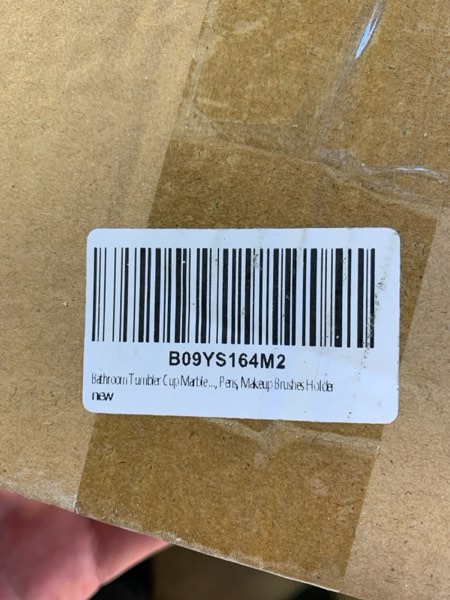 B09YS164M2
Bathroom Tumbler Cup Marble..., Pens, Makeup Brushes Holder
new